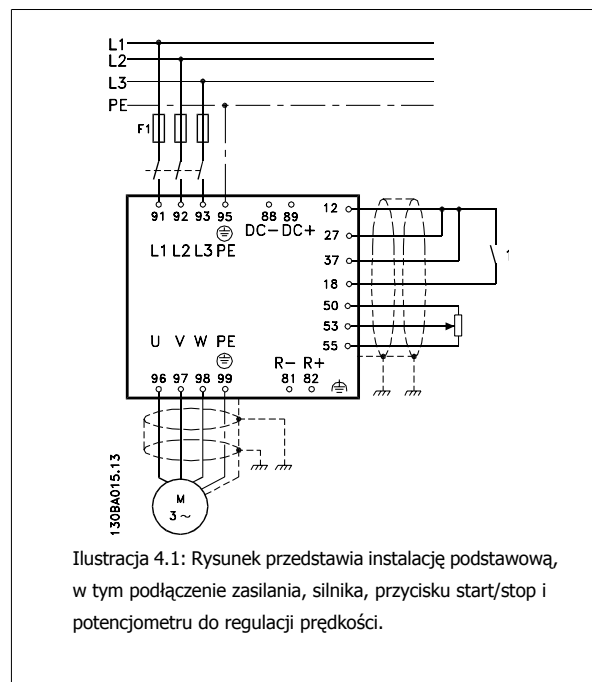 L1
L2
L3
PE
F1
91 92 93 95 88 89 12
DC- DC+
L1 L2 L3 PE
27
37
18
50
53
55
U V W PE
R- R+
96 97 98 99 81 82
M
3 ~
130BA015.13
Ilustracja 4.1: Rysunek przedstawia instalację podstawową,
w tym podłączenie zasilania, silnika, przycisku start/stop i
potencjometru do regulacji prędkości.